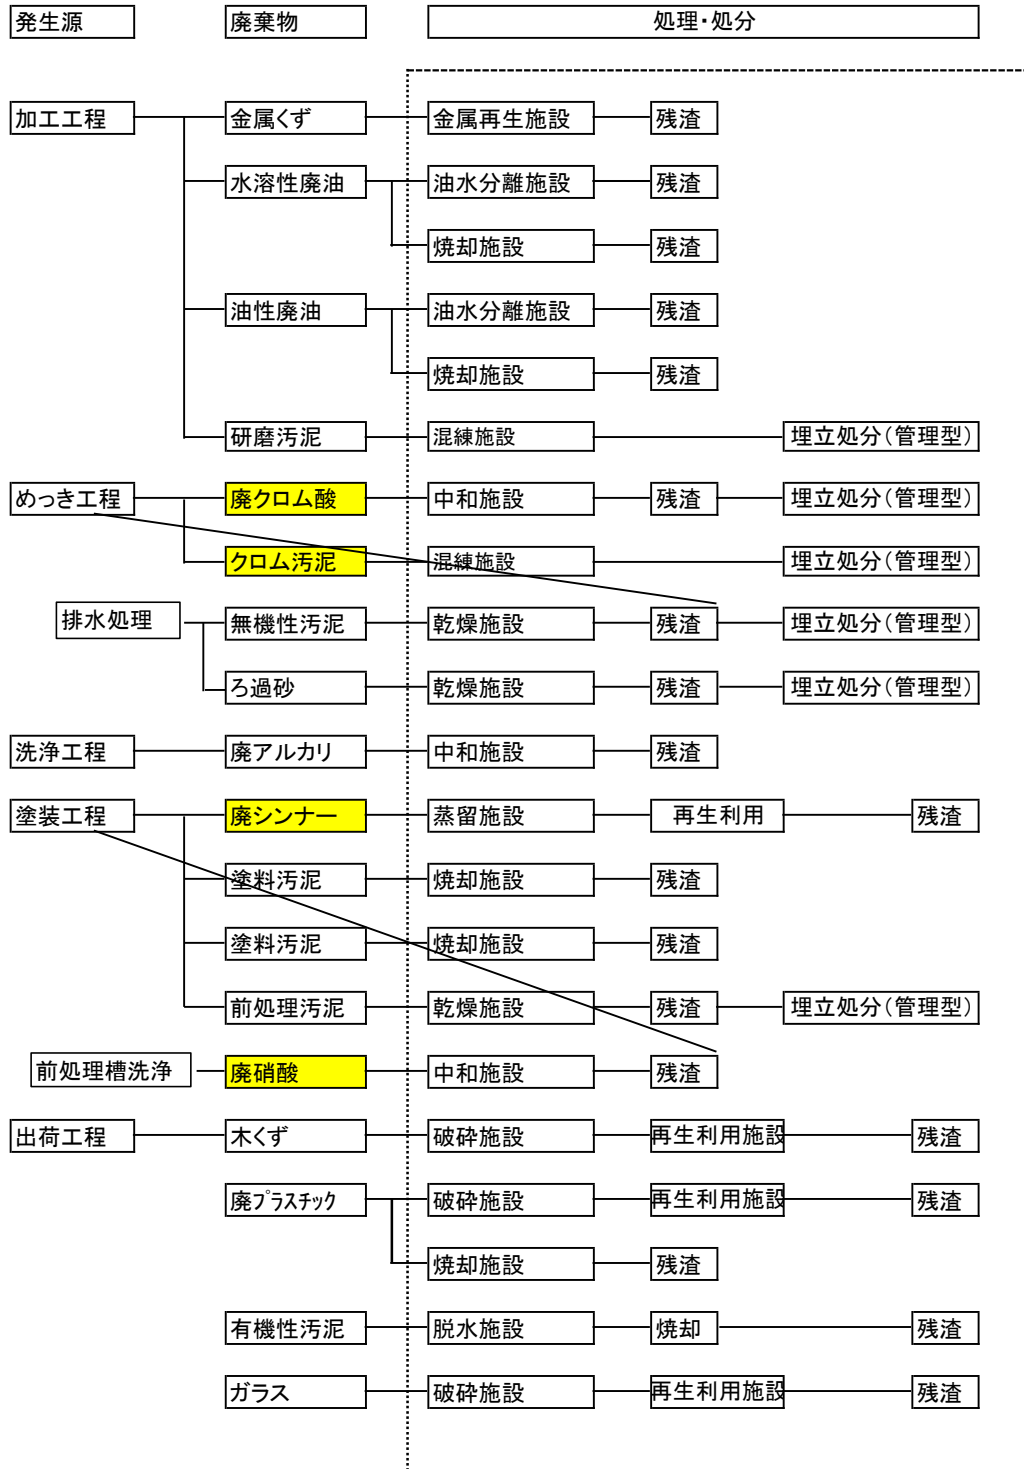 発生源 廃棄物 処理・処分
加工工程 金属くず 金属再生施設 残渣
水溶性廃油 油水分離施設 残渣
焼却施設 残渣
油性廃油 油水分離施設 残渣
焼却施設 残渣
研磨汚泥 混練施設 埋立処分(管理型)
めっき工程 廃クロム酸 中和施設 残渣 埋立処分(管理型)
クロム汚泥 混練施設 埋立処分(管理型)
排水処理 無機性汚泥 乾燥施設 残渣 埋立処分(管理型)
ろ過砂 乾燥施設 残渣 埋立処分(管理型)
洗浄工程 廃アルカリ 中和施設 残渣
塗装工程 廃シンナー 蒸留施設 再生利用 残渣
塗料汚泥 焼却施設 残渣
塗料汚泥 焼却施設 残渣
前処理汚泥 乾燥施設 残渣 埋立処分(管理型)
前処理槽洗浄 廃硝酸 中和施設 残渣
出荷工程 木くず 破砕施設 再生利用施設 残渣
廃プラスチック 破砕施設 再生利用施設 残渣
焼却施設 残渣
有機性汚泥 脱水施設 焼却 残渣
ガラス 破砕施設 再生利用施設 残渣